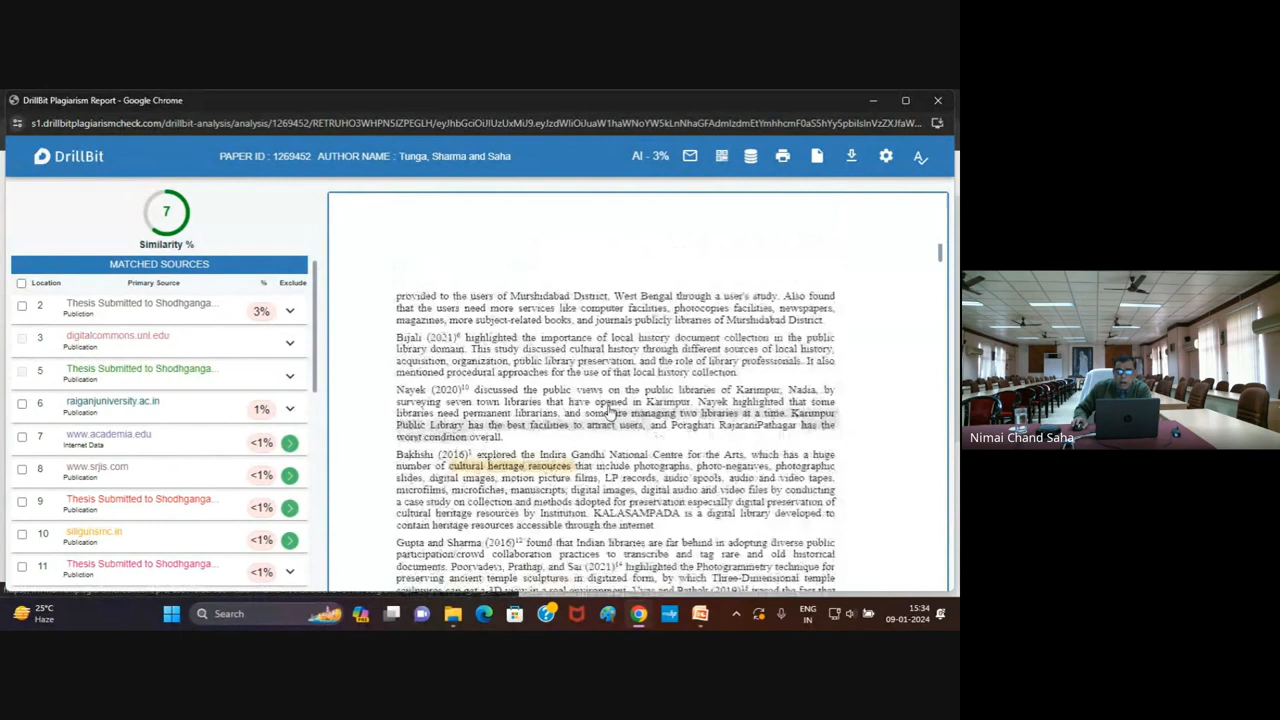 DrillBit Plagiarism Report - Google Chrome
DrillBit
PAPER ID : 1269452 AUTHOR NAME : Tunga, Sharma and Saha
AI - 3%
7
Similarity %
MATCHED SOURCES
Location Primary Source % Exclude
2 Thesis Submitted to Shodhganga... 3%
Publication
3 digitalcommons.unl.edu
Publication
5 Thesis Submitted to Shodhganga...
Publication
6 raiganjuniversity.ac.in 1%
Publication
7 www.academia.edu <1%
Internet Data
8 www.srjis.com <1%
Publication
9 Thesis Submitted to Shodhganga... <1%
Publication
10 siligurismc.in <1%
Publication
11 Thesis Submitted to Shodhganga... <1%
Publication
provided to the users of Murshidabad District, West Bengal through a user's study. Also found
that the users need more services like computer facilities, photocopies facilities, newspapers,
magazines, more subject-related books, and journals publicly libraries of Murshidabad District.
Bijali (2021) highlighted the importance of local history document collection in the public
library domain. This study discussed cultural history through different sources of local history,
acquisition, organization, public library preservation, and the role of library professionals. It also
mentioned procedural approaches for the use of that local history collection.
Nayek (2020)¹⁰ discussed the public views on the public libraries of Karimpur, Nadia, by
surveying seven town libraries that have opened in Karimpur. Nayek highlighted that some
libraries need permanent librarians, and some are managing two libraries at a time. Karimpur
Public Library has the best facilities to attract users, and Poraghati RajaraniPathagar has the
worst condition overall.
Bakhshi (2016)¹ explored the Indira Gandhi National Centre for the Arts, which has a huge
number of cultural heritage resources that include photographs, photo-negatives, photographic
slides, digital images, motion picture films, LP records, audio spools, audio and video tapes,
microfilms, microfiches, manuscripts, digital images, digital audio and video files by conducting
a case study on collection and methods adopted for preservation especially digital preservation of
cultural heritage resources by Institution. KALASAMPADA is a digital library developed to
contain heritage resources accessible through the internet
Gupta and Sharma (2016)¹² found that Indian libraries are far behind in adopting diverse public
participation/crowd collaboration practices to transcribe and tag rare and old historical
documents. Poorvadevi, Prathap, and Sai (2021)¹⁴ highlighted the Photogrammetry technique for
preserving ancient temple sculptures in digitized form, by which Three-Dimensional temple
Nimai Chand Saha
25°C
Haze
Search
ENG
IN
15:34
09-01-2024